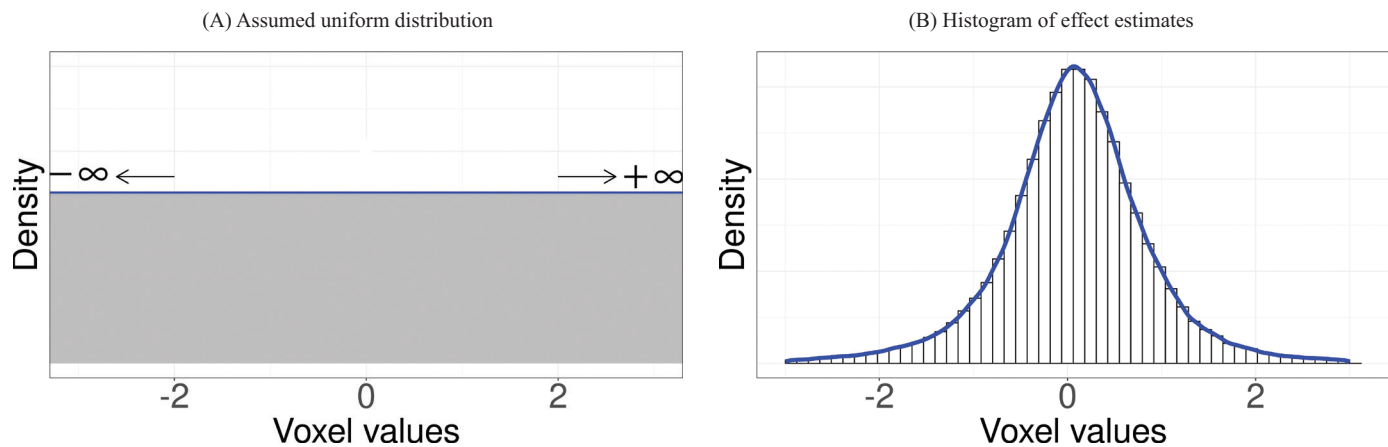 (A) Assumed uniform distribution
Density
− ∞
+ ∞
-2 0 2
Voxel values
(B) Histogram of effect estimates
Density
-2 0 2
Voxel values